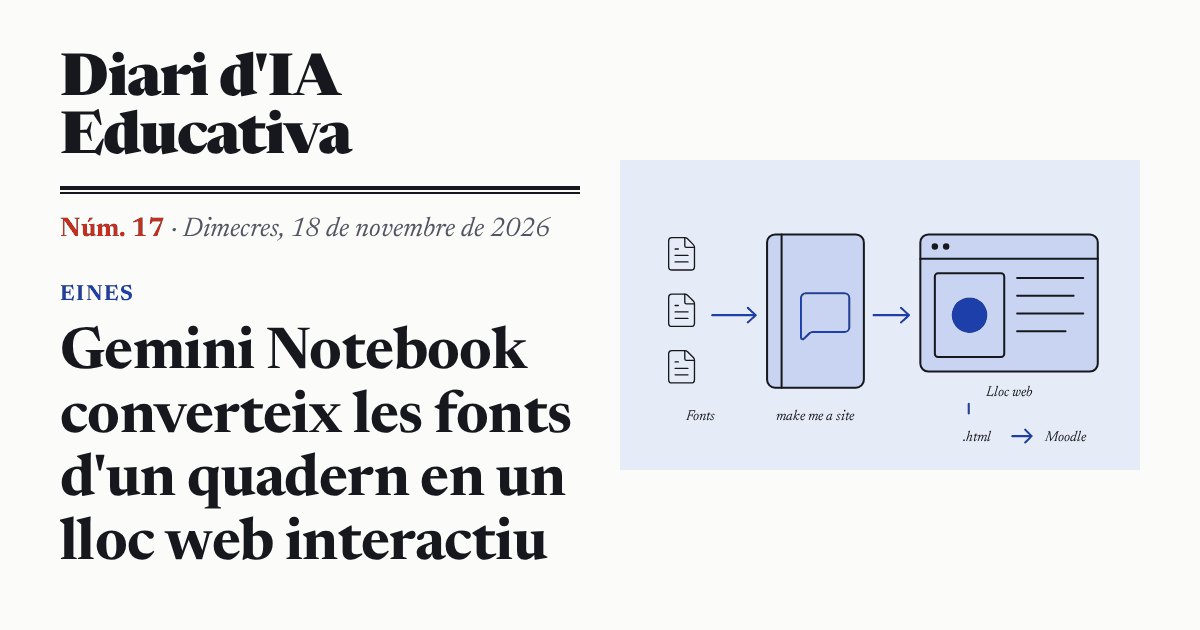 Diari d'IA
Educativa
Núm. 17 · Dimecres, 18 de novembre de 2026
EINES
Gemini Notebook
converteix les fonts
d'un quadern en un
lloc web interactiu
Fonts
make me a site
Lloc web
.html
Moodle